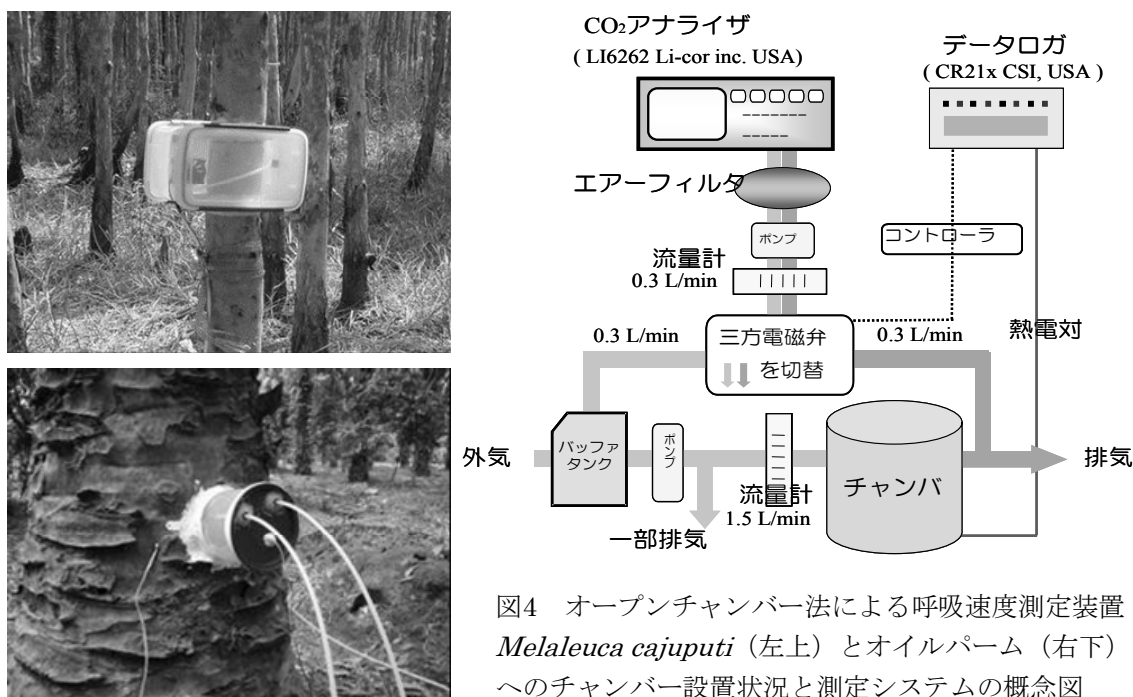 CO2アナライザ
( LI6262 Li-cor inc. USA)
データロガ
( CR21x CSI, USA )
エアーフィルタ
ポンプ
コントローラ
流量計
0.3 L/min
0.3 L/min
三方電磁弁
を切替
0.3 L/min
熱電対
外気
バッファ
タンク
ポンプ
流量計
1.5 L/min
チャンバ
排気
一部排気
図4 オープンチャンバー法による呼吸速度測定装置
Melaleuca cajuputi（左上）とオイルパーム（右下）
へのチャンバー設置状況と測定システムの概念図